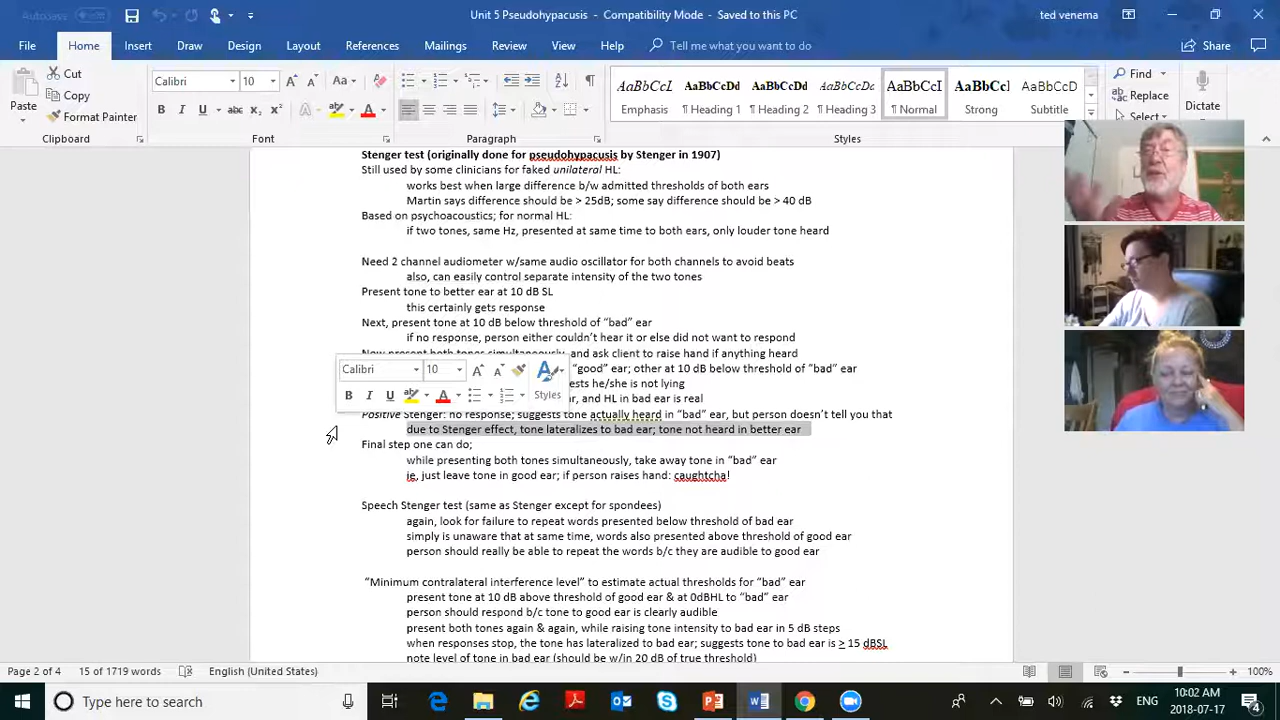 AutoSave
Unit 5 Pseudohypacusis - Compatibility Mode - Saved to this PC
ted venema
File Home Insert Draw Design Layout References Mailings Review View Help Tell me what you want to do Share
Paste
Cut
Copy
Format Painter
Clipboard
Calibri 10
Font
Paragraph
AaBbCcL AaBbCcDd AaBbCcDd AaBbCcDd AaBbCcI AaBbCc AaBbCcDd
Emphasis ¶ Heading 1 ¶ Heading 2 ¶ Heading 3 ¶ Normal Strong Subtitle
Styles
Find
Replace
Select
Dictate
Stenger test (originally done for pseudohypacusis by Stenger in 1907)
Still used by some clinicians for faked unilateral HL:
works best when large difference b/w admitted thresholds of both ears
Martin says difference should be > 25dB; some say difference should be > 40 dB
Based on psychoacoustics; for normal HL:
if two tones, same Hz, presented at same time to both ears, only louder tone heard
Need 2 channel audiometer w/same audio oscillator for both channels to avoid beats
also, can easily control separate intensity of the two tones
Present tone to better ear at 10 dB SL
this certainly gets response
Next, present tone at 10 dB below threshold of “bad” ear
if no response, person either couldn’t hear it or else did not want to respond
Now present both tones simultaneously, and ask client to raise hand if anything heard
“good” ear; other at 10 dB below threshold of “bad” ear
ests he/she is not lying
ar, and HL in bad ear is real
Calibri 10
Styles
Positive Stenger: no response; suggests tone actually heard in “bad” ear, but person doesn’t tell you that
due to Stenger effect, tone lateralizes to bad ear; tone not heard in better ear
Final step one can do;
while presenting both tones simultaneously, take away tone in “bad” ear
ie, just leave tone in good ear; if person raises hand: caughtcha!
Speech Stenger test (same as Stenger except for spondees)
again, look for failure to repeat words presented below threshold of bad ear
simply is unaware that at same time, words also presented above threshold of good ear
person should really be able to repeat the words b/c they are audible to good ear
“Minimum contralateral interference level” to estimate actual thresholds for “bad” ear
present tone at 10 dB above threshold of good ear & at 0dBHL to “bad” ear
person should respond b/c tone to good ear is clearly audible
present both tones again & again, while raising tone intensity to bad ear in 5 dB steps
when responses stop, the tone has lateralized to bad ear; suggests tone to bad ear is > 15 dBSL
note level of tone in bad ear (should be w/in 20 dB of true threshold)
Page 2 of 4 15 of 1719 words English (United States) 100%
Type here to search
ENG
10:02 AM
2018-07-17
4